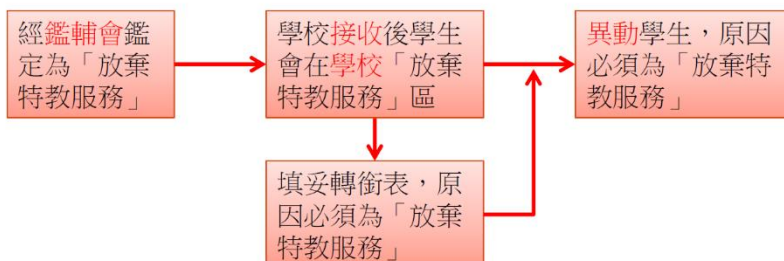 經鑑輔會鑑
定為「放棄
特教服務」
學校接收後學生
會在學校「放棄
特教服務」區
異動學生，原因
必須為「放棄特
教服務」
填妥轉銜表，原
因必須為「放棄
特教服務」